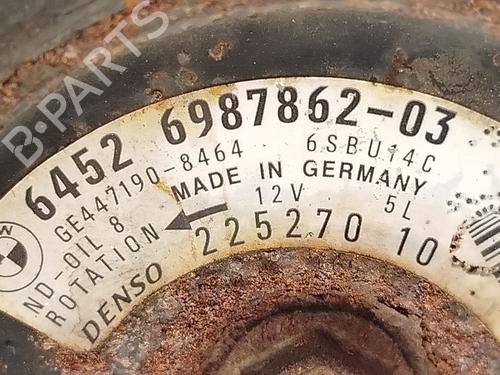 6452 6987862-03
GE447190-8464 6SBU14C
MADE IN GERMANY
ND-OIL 8 12V 5L
ROTATION
225270 10
DENSO
B-PARTS